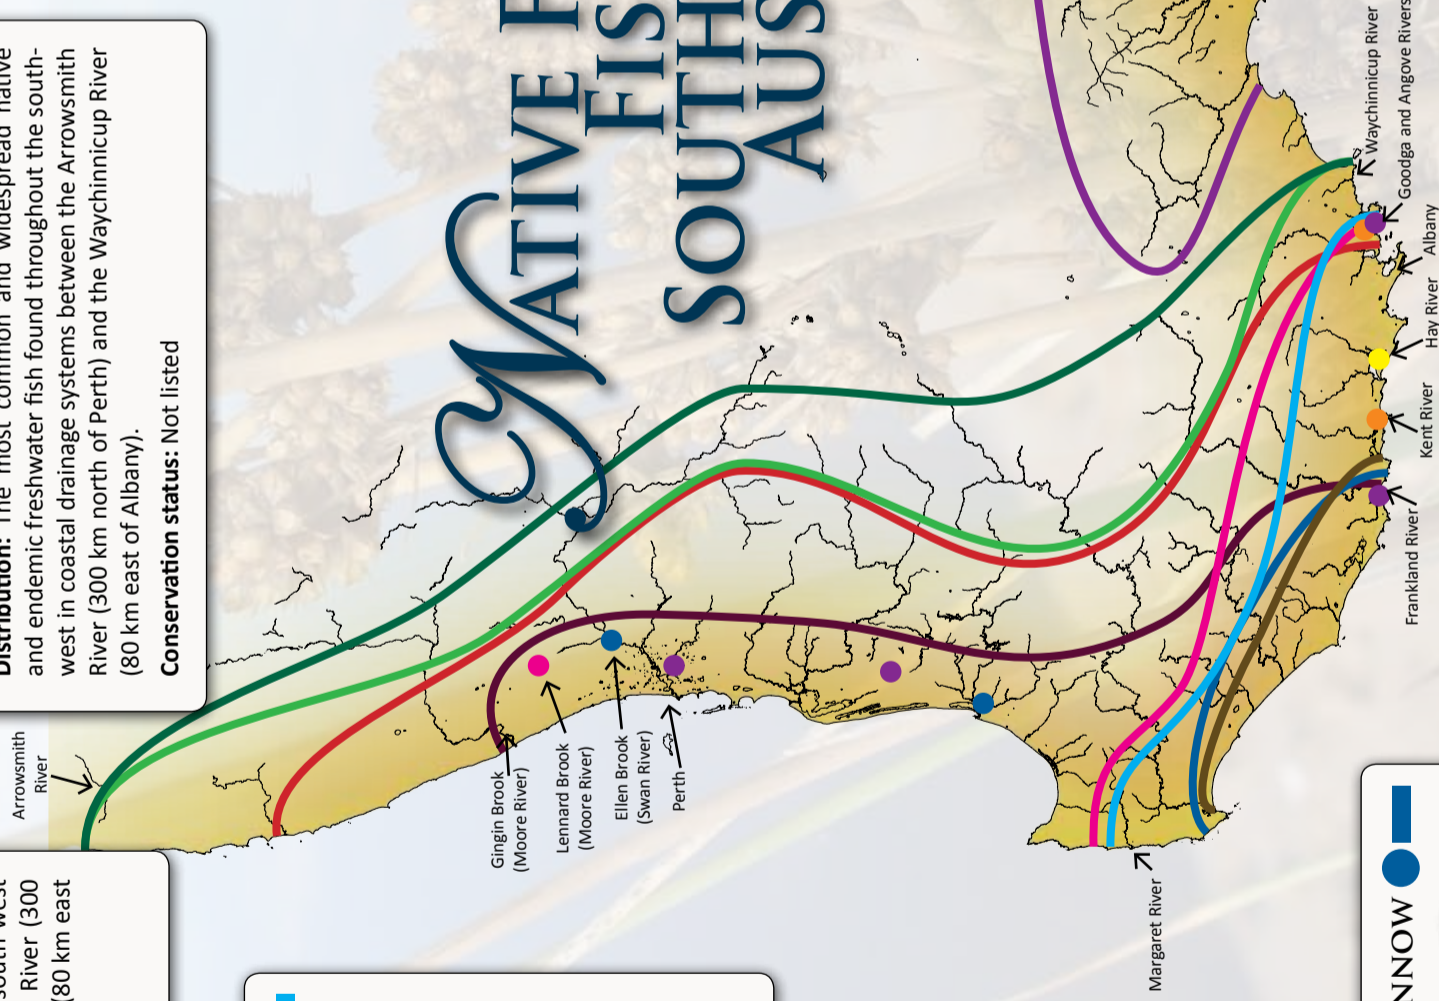 Distribution: The most common and widespread native
and endemic freshwater fish found throughout the south-
west in coastal drainage systems between the Arrowsmith
River (300 km north of Perth) and the Waychinnicup River
(80 km east of Albany).
Conservation status: Not listed
south west
River (300
(80 km east
NATIVE F
FIS
SOUTH
AUS
Arrowsmith
River
Gingin Brook
(Moore River)
Lennard Brook
(Moore River)
Ellen Brook
(Swan River)
Perth
Margaret River
Frankland River
Kent River
Hay River
Albany
Goodga and Angove Rivers
Waychinnicup River
NNOW